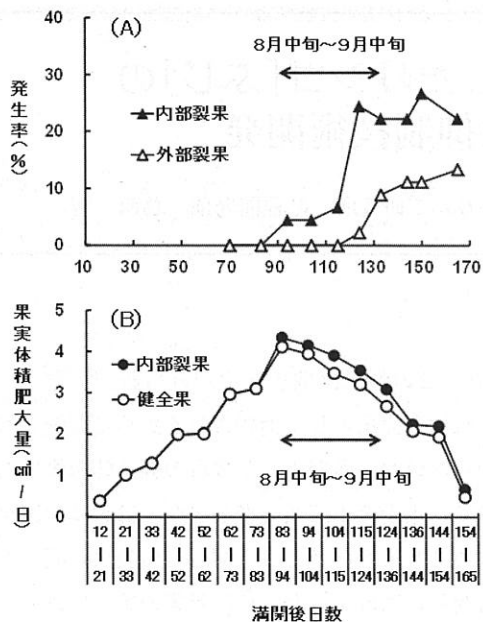 (A)
8月中旬～9月中旬
発生率(%)
40
30
20
10
0
▲内部裂果
△外部裂果
10 30 50 70 90 110 130 150 170
(B)
果実体積肥大量(㎤/日)
5
4
3
2
1
0
●内部裂果
○健全果
8月中旬～9月中旬
12 21 33 42 52 62 73 83 94 104 115 124 136 144 154
| | | | | | | | | | | | | | |
21 33 42 52 62 73 83 94 104 115 124 136 144 154 165
満開後日数